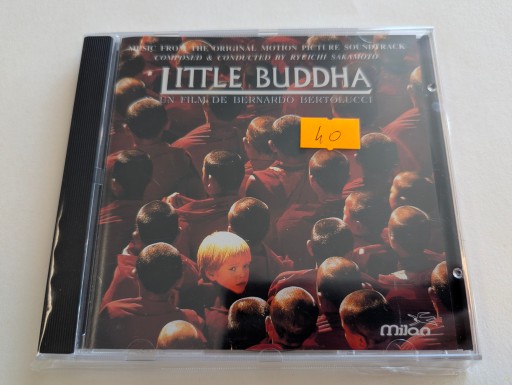 MUSIC FROM THE ORIGINAL MOTION PICTURE SOUNDTRACK
COMPOSED & CONDUCTED BY RYUICHI SAKAMOTO
LITTLE BUDDHA
UN FILM DE BERNARDO BERTOLUCCI
40
milan